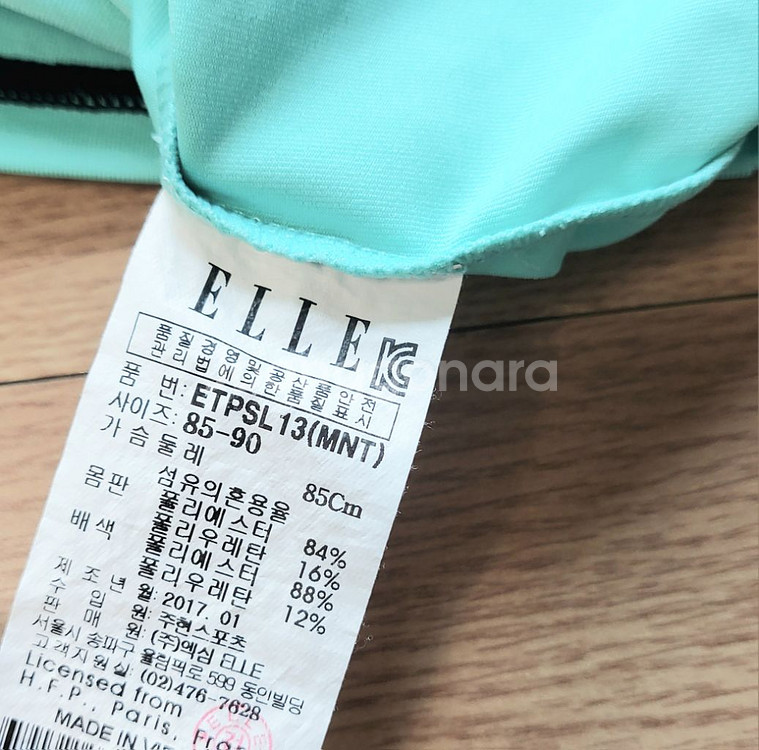 ELLE
품질경영및공산품안전
관리법에의한품질표시
품 번: ETPSL13(MNT)
사이즈: 85-90
가슴둘레 85Cm
섬유의혼용율
몸판 폴리에스터 84%
폴리우레탄 16%
배색 폴리에스터 88%
폴리우레탄 12%
제조년월: 2017. 01
수 입 원: 주현스포츠
판 매 원: (주)엑심 ELLE
서울시 송파구 올림픽로 599 동인빌딩
고객지원실: (02)476-7628
Licensed from
H.F.P., Paris,
MADE IN